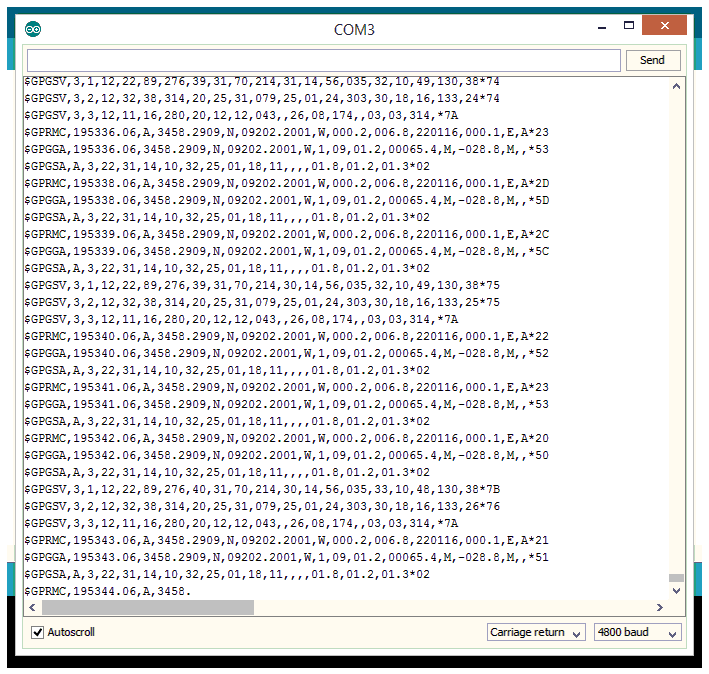 COM3
Send
$GPGSV,3,1,12,22,89,276,39,31,70,214,31,14,56,035,32,10,49,130,38*74
$GPGSV,3,2,12,32,38,314,20,25,31,079,25,01,24,303,30,18,16,133,24*74
$GPGSV,3,3,12,11,16,280,20,12,12,043,,26,08,174,,03,03,314,*7A
$GPRMC,195336.06,A,3458.2909,N,09202.2001,W,000.2,006.8,220116,000.1,E,A*23
$GPGGA,195336.06,3458.2909,N,09202.2001,W,1,09,01.2,00065.4,M,-028.8,M,,*53
$GPGSA,A,3,22,31,14,10,32,25,01,18,11,,,,01.8,01.2,01.3*02
$GPRMC,195338.06,A,3458.2909,N,09202.2001,W,000.2,006.8,220116,000.1,E,A*2D
$GPGGA,195338.06,3458.2909,N,09202.2001,W,1,09,01.2,00065.4,M,-028.8,M,,*5D
$GPGSA,A,3,22,31,14,10,32,25,01,18,11,,,,01.8,01.2,01.3*02
$GPRMC,195339.06,A,3458.2909,N,09202.2001,W,000.2,006.8,220116,000.1,E,A*2C
$GPGGA,195339.06,3458.2909,N,09202.2001,W,1,09,01.2,00065.4,M,-028.8,M,,*5C
$GPGSA,A,3,22,31,14,10,32,25,01,18,11,,,,01.8,01.2,01.3*02
$GPGSV,3,1,12,22,89,276,39,31,70,214,30,14,56,035,32,10,49,130,38*75
$GPGSV,3,2,12,32,38,314,20,25,31,079,25,01,24,303,30,18,16,133,25*75
$GPGSV,3,3,12,11,16,280,20,12,12,043,,26,08,174,,03,03,314,*7A
$GPRMC,195340.06,A,3458.2909,N,09202.2001,W,000.2,006.8,220116,000.1,E,A*22
$GPGGA,195340.06,3458.2909,N,09202.2001,W,1,09,01.2,00065.4,M,-028.8,M,,*52
$GPGSA,A,3,22,31,14,10,32,25,01,18,11,,,,01.8,01.2,01.3*02
$GPRMC,195341.06,A,3458.2909,N,09202.2001,W,000.2,006.8,220116,000.1,E,A*23
$GPGGA,195341.06,3458.2909,N,09202.2001,W,1,09,01.2,00065.4,M,-028.8,M,,*53
$GPGSA,A,3,22,31,14,10,32,25,01,18,11,,,,01.8,01.2,01.3*02
$GPRMC,195342.06,A,3458.2909,N,09202.2001,W,000.2,006.8,220116,000.1,E,A*20
$GPGGA,195342.06,3458.2909,N,09202.2001,W,1,09,01.2,00065.4,M,-028.8,M,,*50
$GPGSA,A,3,22,31,14,10,32,25,01,18,11,,,,01.8,01.2,01.3*02
$GPGSV,3,1,12,22,89,276,40,31,70,214,30,14,56,035,33,10,48,130,38*7B
$GPGSV,3,2,12,32,38,314,20,25,31,079,25,01,24,303,30,18,16,133,26*76
$GPGSV,3,3,12,11,16,280,20,12,12,043,,26,08,174,,03,03,314,*7A
$GPRMC,195343.06,A,3458.2909,N,09202.2001,W,000.2,006.8,220116,000.1,E,A*21
$GPGGA,195343.06,3458.2909,N,09202.2001,W,1,09,01.2,00065.4,M,-028.8,M,,*51
$GPGSA,A,3,22,31,14,10,32,25,01,18,11,,,,01.8,01.2,01.3*02
$GPRMC,195344.06,A,3458.
Autoscroll
Carriage return
4800 baud